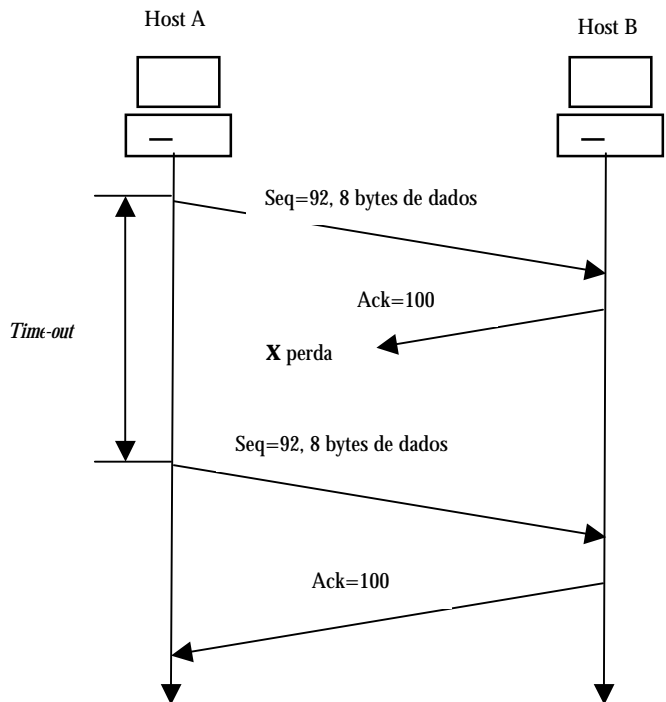 Host A
Host B
Seq=92, 8 bytes de dados
Ack=100
Time-out
X perda
Seq=92, 8 bytes de dados
Ack=100